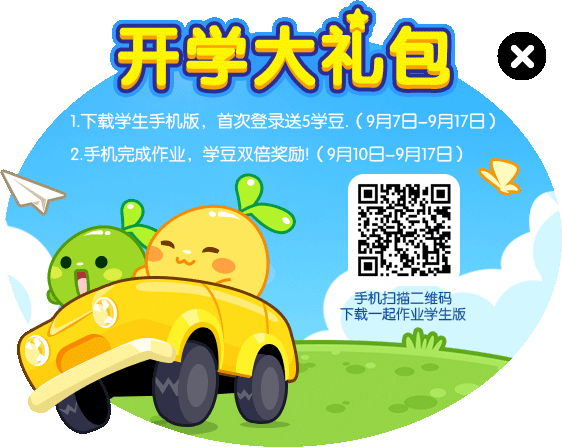 开学大礼包
1.下载学生手机版，首次登录送5学豆.（9月7日-9月17日）
2.手机完成作业，学豆双倍奖励!（9月10日-9月17日）
手机扫描二维码
下载一起作业学生版